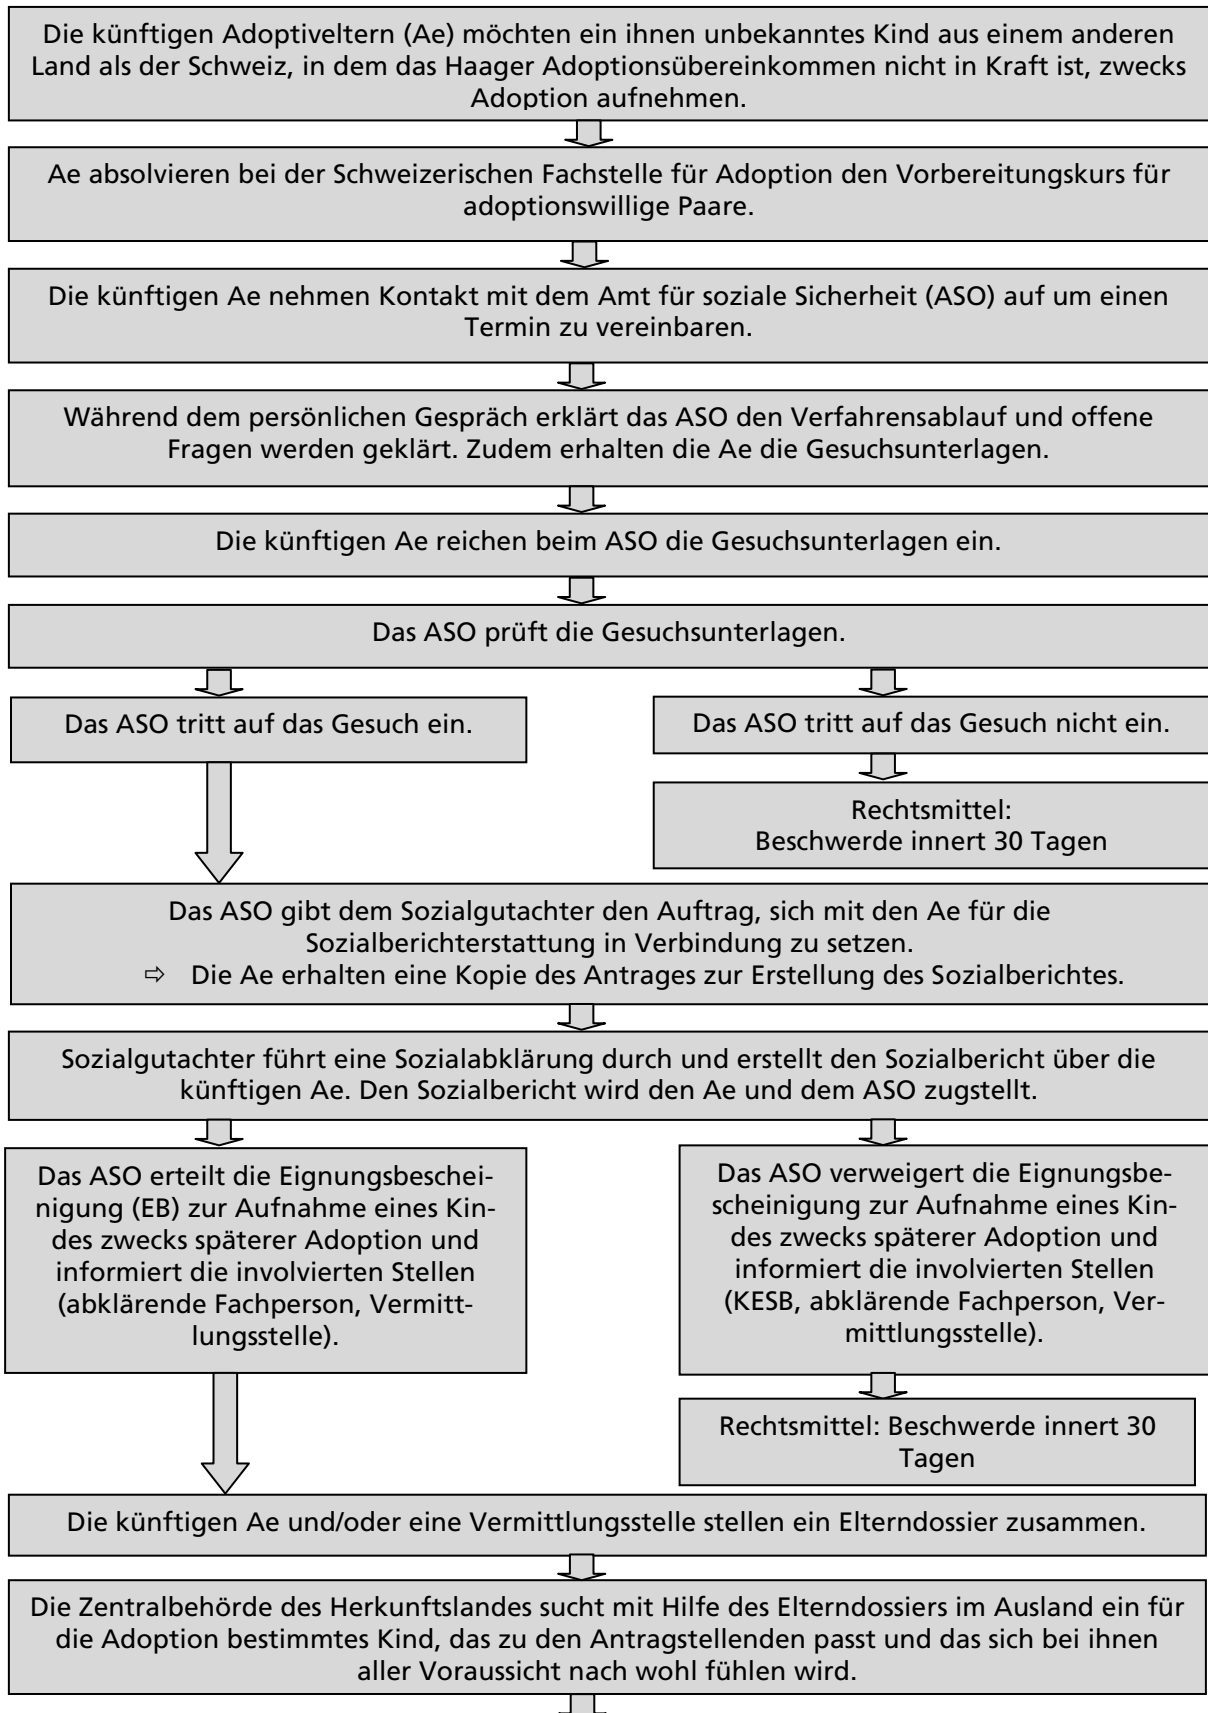 Die künftigen Adoptiveltern (Ae) möchten ein ihnen unbekanntes Kind aus einem anderen
Land als der Schweiz, in dem das Haager Adoptionsübereinkommen nicht in Kraft ist, zwecks
Adoption aufnehmen.
Ae absolvieren bei der Schweizerischen Fachstelle für Adoption den Vorbereitungskurs für
adoptionswillige Paare.
Die künftigen Ae nehmen Kontakt mit dem Amt für soziale Sicherheit (ASO) auf um einen
Termin zu vereinbaren.
Während dem persönlichen Gespräch erklärt das ASO den Verfahrensablauf und offene
Fragen werden geklärt. Zudem erhalten die Ae die Gesuchsunterlagen.
Die künftigen Ae reichen beim ASO die Gesuchsunterlagen ein.
Das ASO prüft die Gesuchsunterlagen.
Das ASO tritt auf das Gesuch ein.
Das ASO tritt auf das Gesuch nicht ein.
Rechtsmittel:
Beschwerde innert 30 Tagen
Das ASO gibt dem Sozialgutachter den Auftrag, sich mit den Ae für die
Sozialberichterstattung in Verbindung zu setzen.
⇨ Die Ae erhalten eine Kopie des Antrages zur Erstellung des Sozialberichtes.
Sozialgutachter führt eine Sozialabklärung durch und erstellt den Sozialbericht über die
künftigen Ae. Den Sozialbericht wird den Ae und dem ASO zugstellt.
Das ASO erteilt die Eignungsbeschei-
nigung (EB) zur Aufnahme eines Kin-
des zwecks späterer Adoption und
informiert die involvierten Stellen
(abklärende Fachperson, Vermitt-
lungsstelle).
Das ASO verweigert die Eignungsbe-
scheinigung zur Aufnahme eines Kin-
des zwecks späterer Adoption und
informiert die involvierten Stellen
(KESB, abklärende Fachperson, Ver-
mittlungsstelle).
Rechtsmittel: Beschwerde innert 30
Tagen
Die künftigen Ae und/oder eine Vermittlungsstelle stellen ein Elterndossier zusammen.
Die Zentralbehörde des Herkunftslandes sucht mit Hilfe des Elterndossiers im Ausland ein für
die Adoption bestimmtes Kind, das zu den Antragstellenden passt und das sich bei ihnen
aller Voraussicht nach wohl fühlen wird.